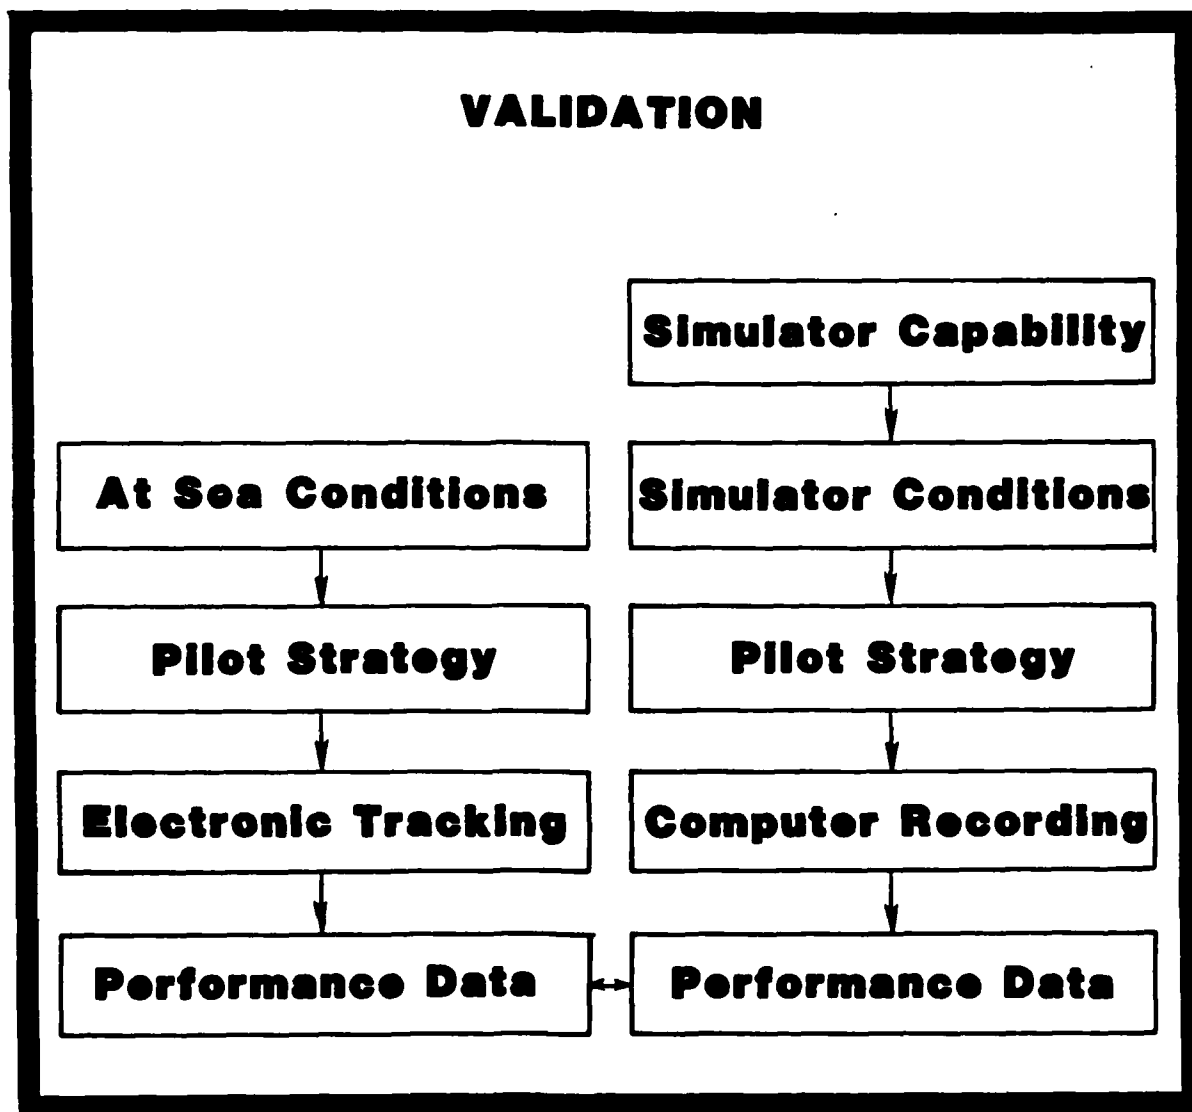 VALIDATION
Simulator Capability
At Sea Conditions
Simulator Conditions
Pilot Strategy
Pilot Strategy
Electronic Tracking
Computer Recording
Performance Data
Performance Data